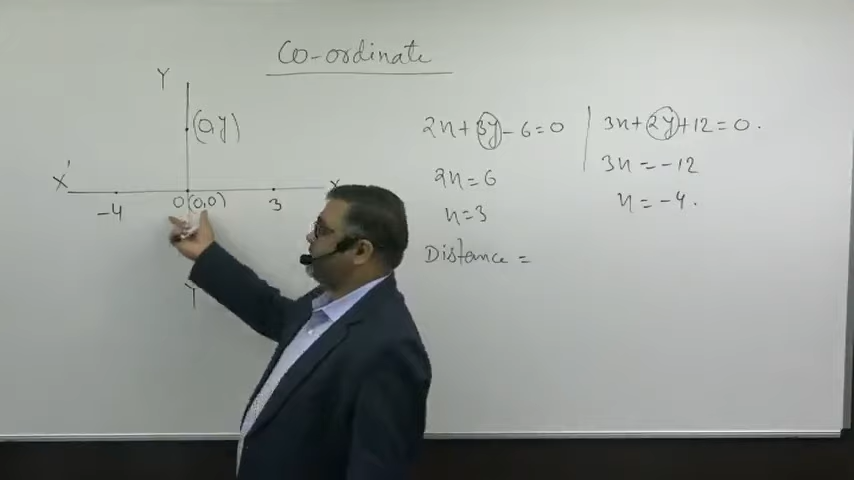 Co-ordinate
Y
(0,y)
X'
X
-4
0(0,0)
3
Y
2x+3y-6=0
2x=6
x=3
Distance =
3x+2y+12=0.
3x=-12
x=-4.